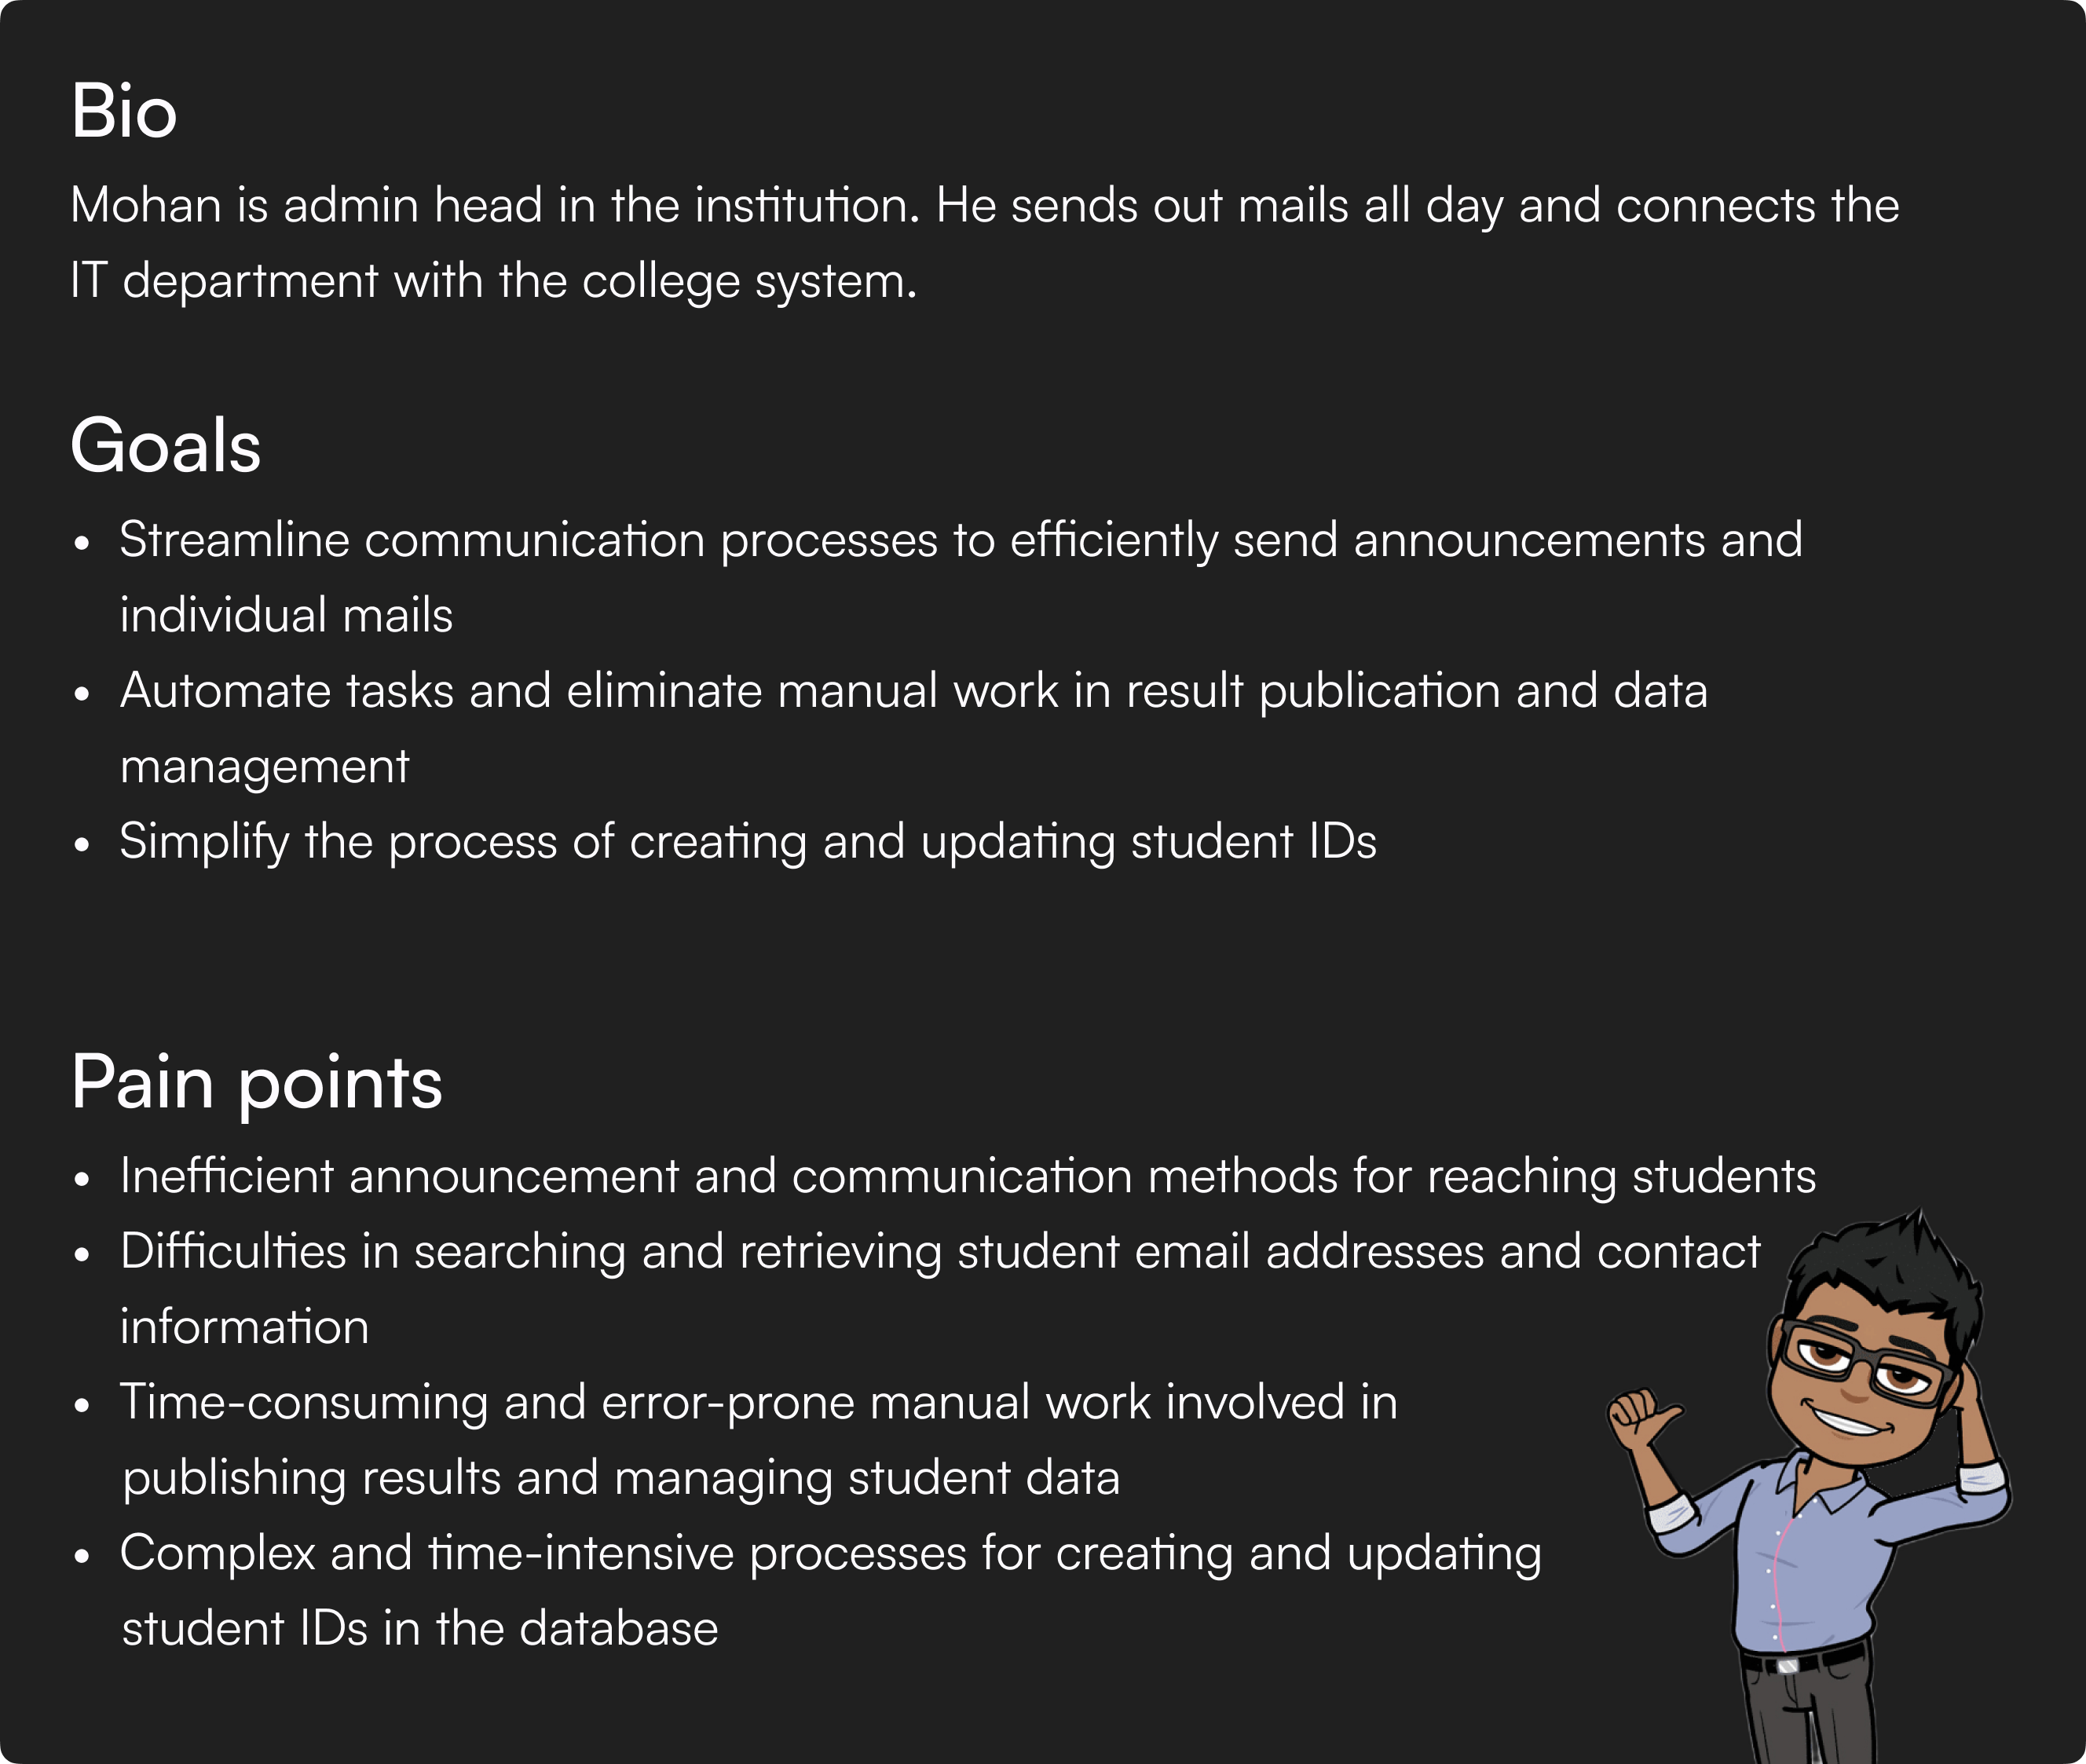 Bio
Mohan is admin head in the institution. He sends out mails all day and connects the
IT department with the college system.
Goals
• Streamline communication processes to efficiently send announcements and
individual mails
• Automate tasks and eliminate manual work in result publication and data
management
• Simplify the process of creating and updating student IDs
Pain points
• Inefficient announcement and communication methods for reaching students
• Difficulties in searching and retrieving student email addresses and contact
information
• Time-consuming and error-prone manual work involved in
publishing results and managing student data
• Complex and time-intensive processes for creating and updating
student IDs in the database